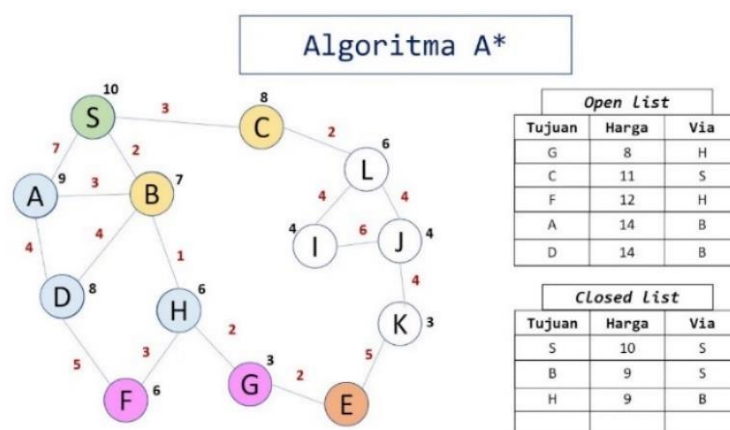 Algoritma A*
10
S
3
8
C
2
6
L
7
2
A
9
3
B
7
4
4
4
I
6
J
4
4
4
1
4
D
8
H
6
K
3
5
3
2
5
F
6
3
G
2
E
Open list
Tujuan Harga Via
G 8 H
C 11 S
F 12 H
A 14 B
D 14 B
Closed list
Tujuan Harga Via
S 10 S
B 9 S
H 9 B